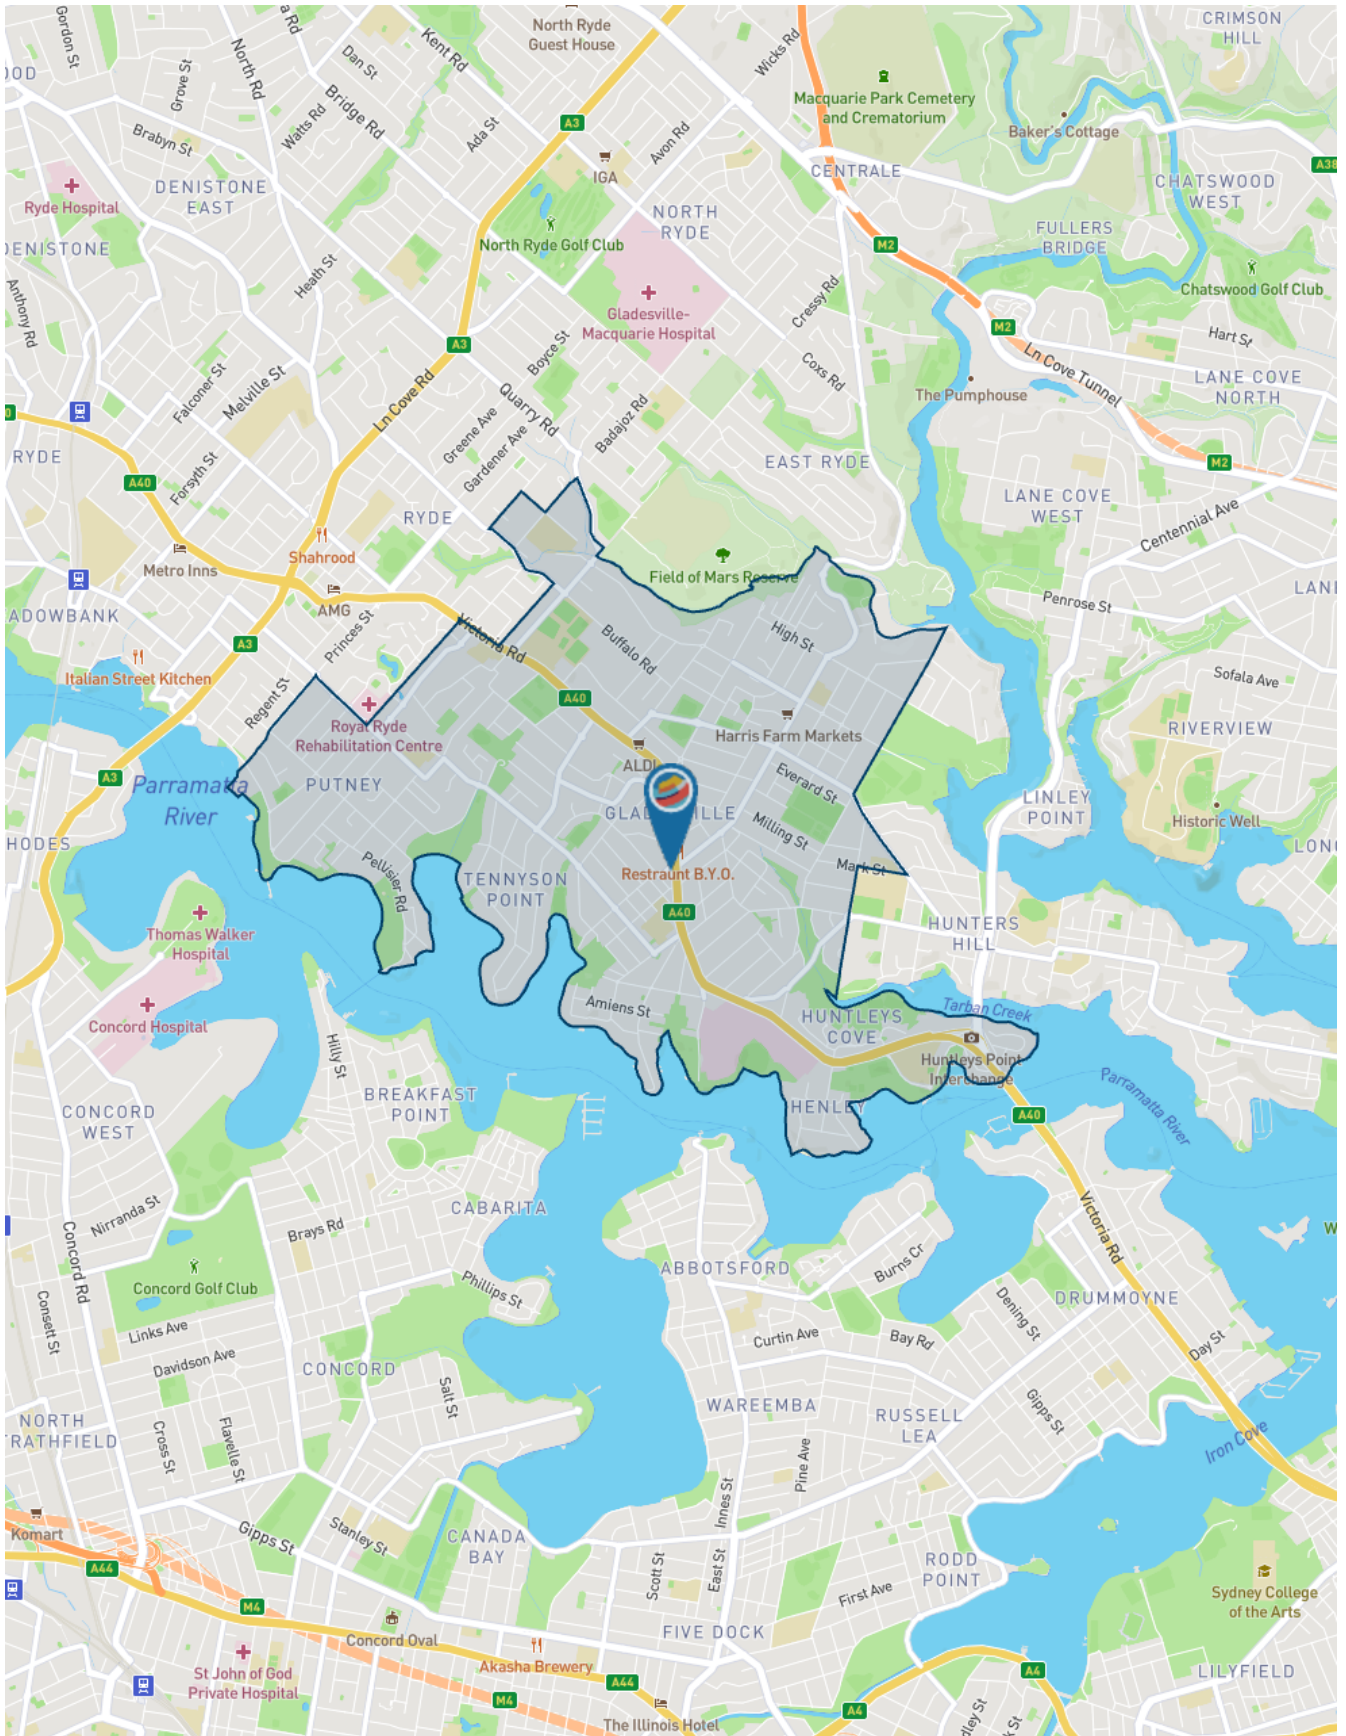 CRIMSON
HILL
Gordon St
North Rd
Dan St
Kent Rd
North Ryde
Guest House
Wicks Rd
Macquarie Park Cemetery
and Crematorium
Baker's Cottage
Grove St
Watts Rd
Bridge Rd
Ada St
A3
Avon Rd
IGA
Brabyn St
Ryde Hospital
DENISTONE
EAST
DENISTONE
CENTRALE
A38
CHATSWOOD
WEST
NORTH
RYDE
North Ryde Golf Club
M2
FULLERS
BRIDGE
Chatswood Golf Club
Anthony Rd
Heath St
Gladesville-
Macquarie Hospital
Cressy Rd
A3
M2
Hart St
Boyce St
Ln Cove Rd
Ln Cove Tunnel
Coxs Rd
LANE COVE
NORTH
The Pumphouse
Falconer St
Melville St
Quarry Rd
Greene Ave
Gardener Ave
Badajoz Rd
RYDE
A40
Forsyth St
EAST RYDE
M2
LANE COVE
WEST
Centennial Ave
RYDE
Metro Inns
Shahrood
AMG
Field of Mars Reserve
Penrose St
ADOWBANK
A3
Princes St
Victoria Rd
Buffalo Rd
High St
Italian Street Kitchen
Regent St
A40
Sofala Ave
Royal Ryde
Rehabilitation Centre
Harris Farm Markets
RIVERVIEW
ALDI
A3
Parramatta
River
PUTNEY
Everard St
LINLEY
POINT
GLAD
VILLE
Milling St
Historic Well
Mark St
Pellisier Rd
TENNYSON
POINT
Restraunt B.Y.O.
A40
HUNTERS
HILL
Thomas Walker
Hospital
Concord Hospital
Amiens St
Tarban Creek
HUNTLEYS
COVE
Huntleys Point
Interchange
Hilly St
BREAKFAST
POINT
HENLEY
A40
Parramatta River
CONCORD
WEST
Nirranda St
CABARITA
Brays Rd
Concord Rd
Victoria Rd
Concord Golf Club
ABBOTSFORD
Burns Cr
Phillips St
DRUMMOYNE
Consett St
Links Ave
Curtin Ave
Bay Rd
Dening St
Day St
Davidson Ave
CONCORD
Salt St
WAREEMBA
RUSSELL
LEA
Gipps St
NORTH
TRATHFIELD
Cross St
Flavelle St
Pine Ave
Iron Cove
Innes St
Komart
Gipps St
Stanley St
CANADA
BAY
A44
Scott St
East St
First Ave
RODD
POINT
M4
Concord Oval
FIVE DOCK
Sydney College
of the Arts
St John of God
Private Hospital
Akasha Brewery
A44
M4
The Illinois Hotel
A4
A4
LILYFIELD